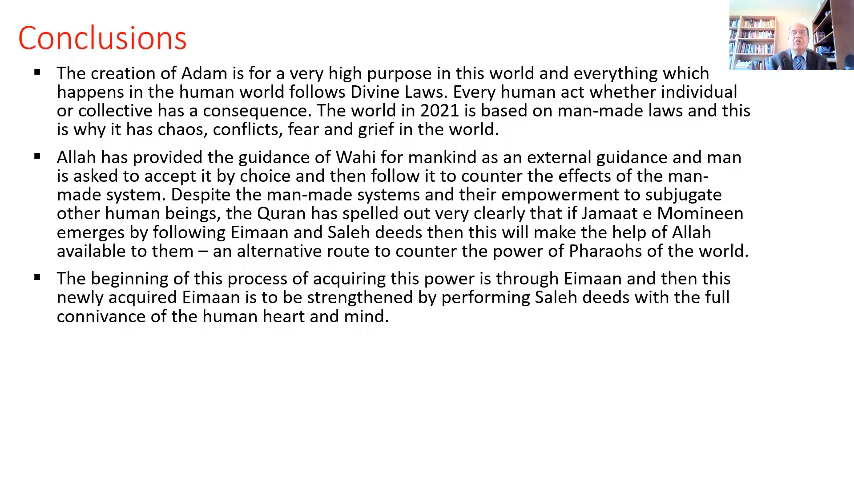 Conclusions
▪ The creation of Adam is for a very high purpose in this world and everything which
happens in the human world follows Divine Laws. Every human act whether individual
or collective has a consequence. The world in 2021 is based on man-made laws and this
is why it has chaos, conflicts, fear and grief in the world.
▪ Allah has provided the guidance of Wahi for mankind as an external guidance and man
is asked to accept it by choice and then follow it to counter the effects of the man-
made system. Despite the man-made systems and their empowerment to subjugate
other human beings, the Quran has spelled out very clearly that if Jamaat e Momineen
emerges by following Eimaan and Saleh deeds then this will make the help of Allah
available to them – an alternative route to counter the power of Pharaohs of the world.
▪ The beginning of this process of acquiring this power is through Eimaan and then this
newly acquired Eimaan is to be strengthened by performing Saleh deeds with the full
connivance of the human heart and mind.